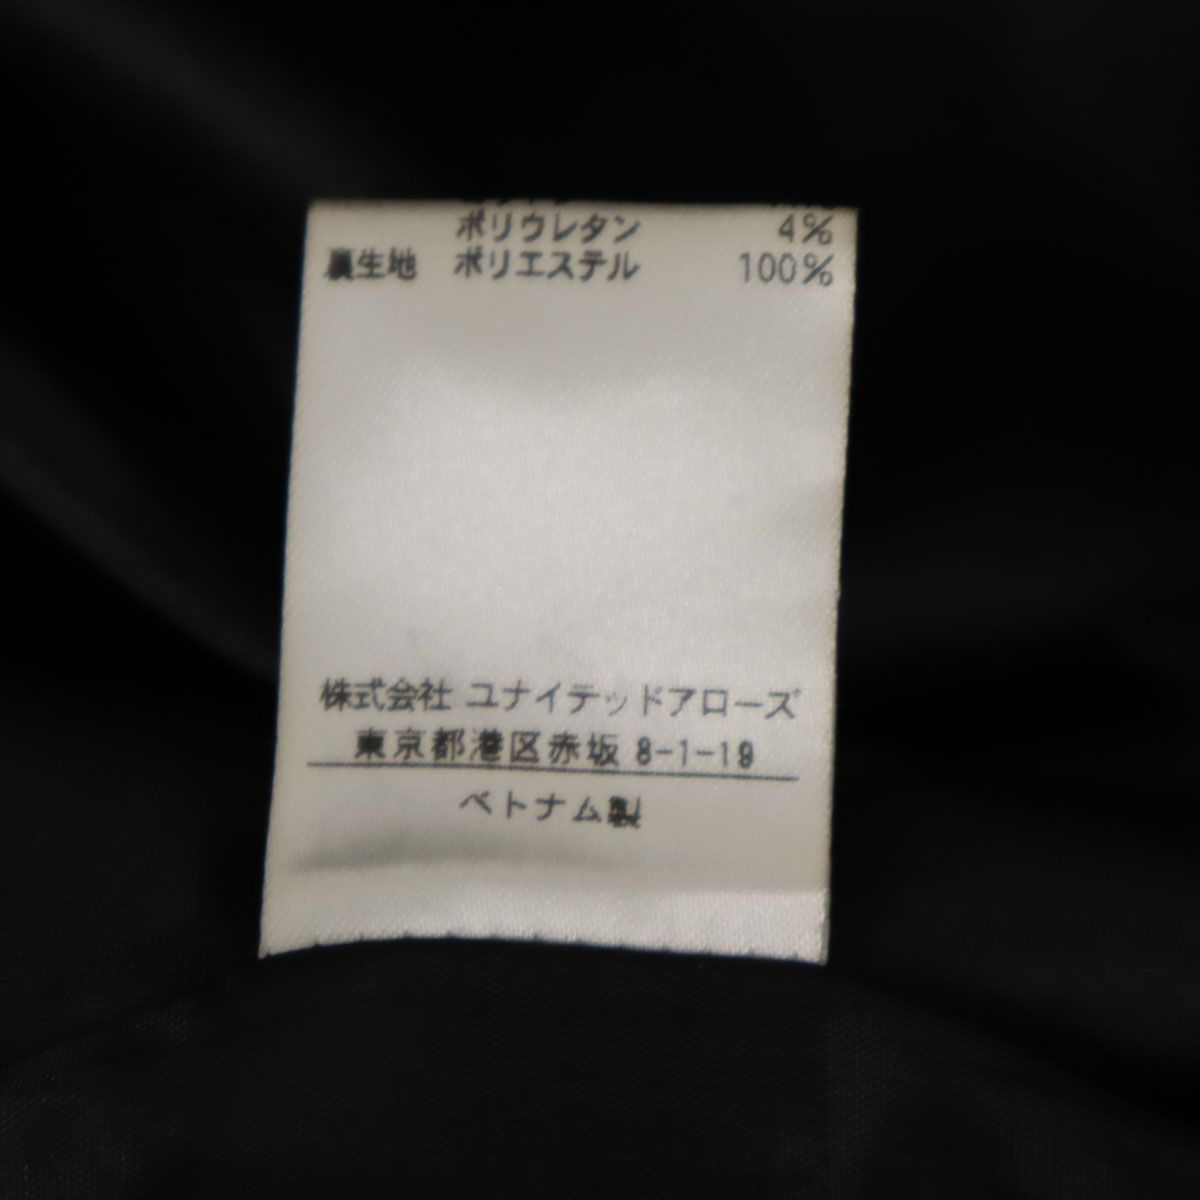 ポリウレタン 4%
裏生地 ポリエステル 100%
株式会社 ユナイテッドアローズ
東京都港区赤坂 8-1-19
ベトナム製